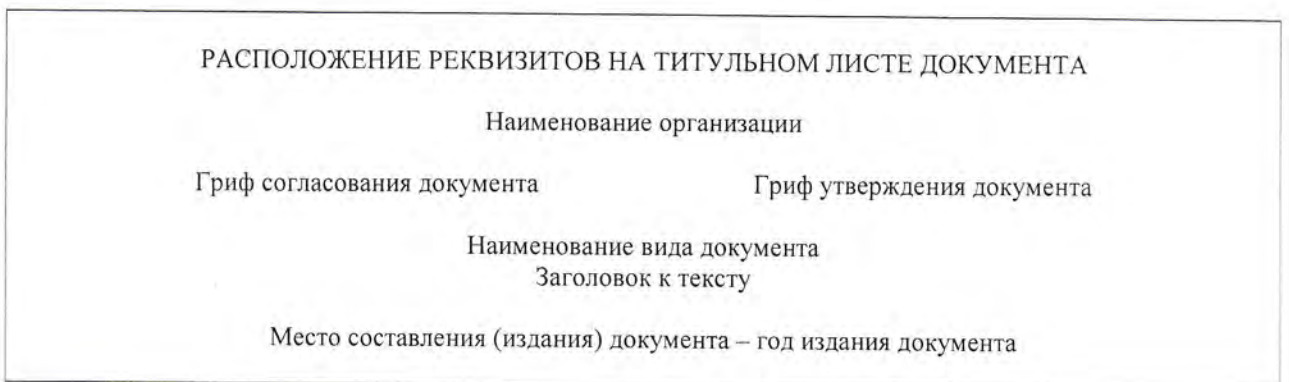 РАСПОЛОЖЕНИЕ РЕКВИЗИТОВ НА ТИТУЛЬНОМ ЛИСТЕ ДОКУМЕНТА
Наименование организации
Гриф согласования документа Гриф утверждения документа
Наименование вида документа
Заголовок к тексту
Место составления (издания) документа – год издания документа